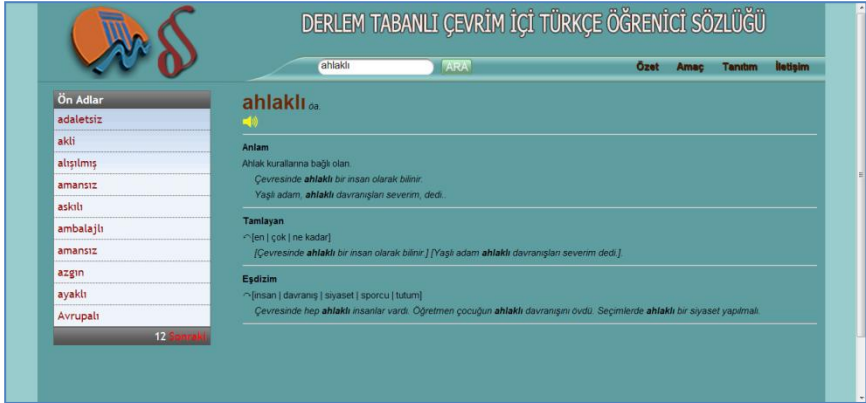 DERLEM TABANLI ÇEVRİM İÇİ TÜRKÇE ÖĞRENİCİ SÖZLÜĞÜ
ahlaklı ARA
Özet Amaç Tanıtım İletişim
Ön Adlar
adaletsiz
akli
alışılmış
amansız
askılı
ambalajlı
amansız
azgın
ayaklı
Avrupalı
12 Sonraki
ahlaklı öa.
Anlam
Ahlak kurallarına bağlı olan.
Çevresinde ahlaklı bir insan olarak bilinir.
Yaşlı adam, ahlaklı davranışları severim, dedi..
Tamlayan
[en | çok | ne kadar]
[Çevresinde ahlaklı bir insan olarak bilinir.] [Yaşlı adam ahlaklı davranışları severim dedi.].
Eşdizim
[insan | davranış | siyaset | sporcu | tutum]
Çevresinde hep ahlaklı insanlar vardı. Öğretmen çocuğun ahlaklı davranışını övdü. Seçimlerde ahlaklı bir siyaset yapılmalı.